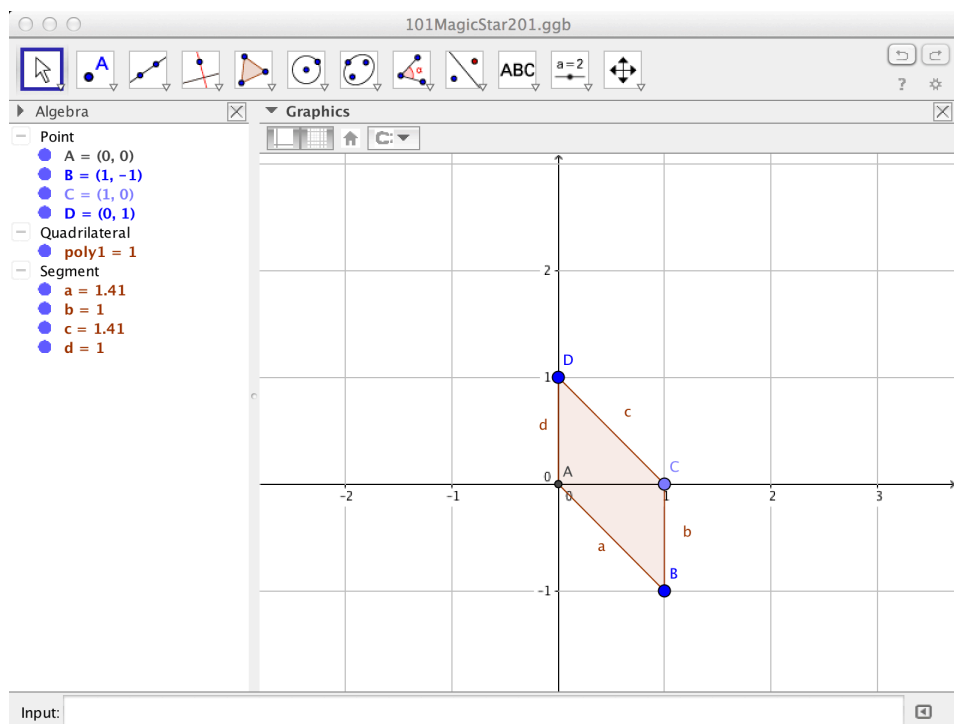 101MagicStar201.ggb
A
α
ABC
a=2
?
Algebra
Graphics
Point
A = (0, 0)
B = (1, -1)
C = (1, 0)
D = (0, 1)
Quadrilateral
poly1 = 1
Segment
a = 1.41
b = 1
c = 1.41
d = 1
2
D
1
c
d
0
A
C
-2
-1
0
1
2
3
b
a
B
-1
Input: